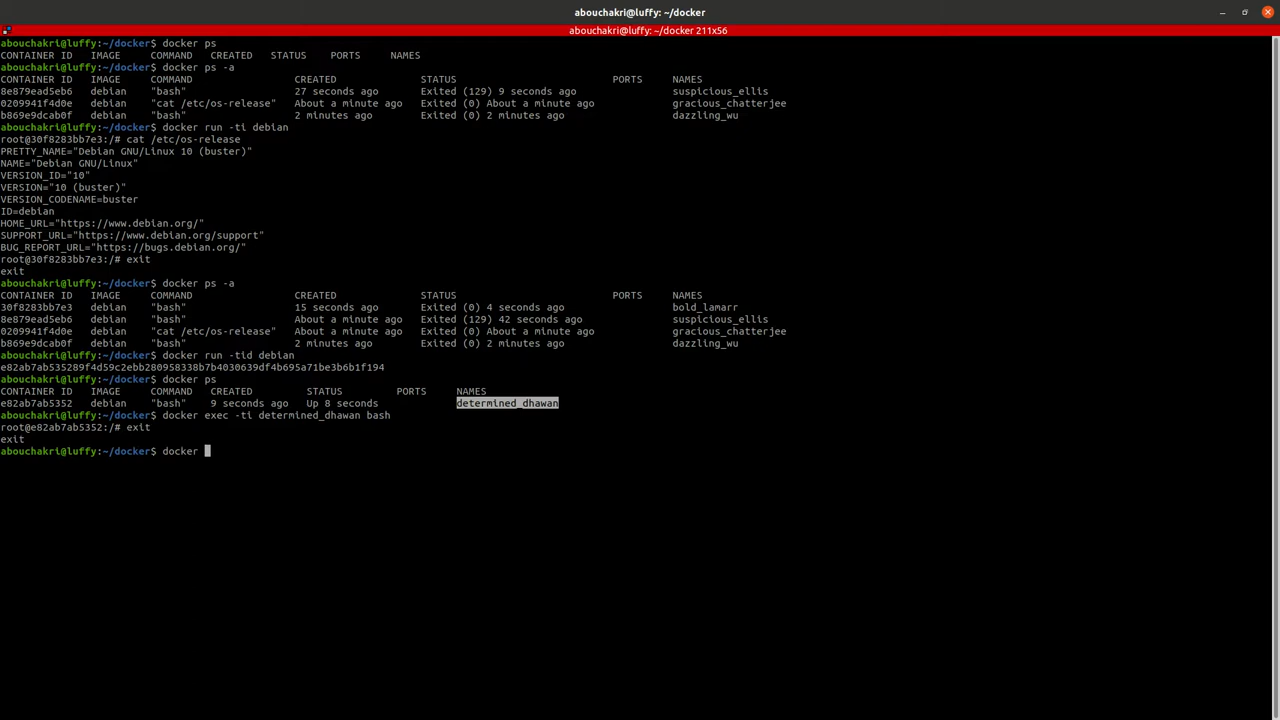 abouchakri@luffy: ~/docker
abouchakri@luffy: ~/docker 211x56
abouchakri@luffy:~/docker$ docker ps
CONTAINER ID   IMAGE     COMMAND   CREATED   STATUS    PORTS     NAMES
abouchakri@luffy:~/docker$ docker ps -a
CONTAINER ID   IMAGE     COMMAND                 CREATED              STATUS                          PORTS     NAMES
8e879ead5eb6   debian    "bash"                  27 seconds ago       Exited (129) 9 seconds ago                suspicious_ellis
0209941f4d0e   debian    "cat /etc/os-release"   About a minute ago   Exited (0) About a minute ago             gracious_chatterjee
b869e9dcab0f   debian    "bash"                  2 minutes ago        Exited (0) 2 minutes ago                  dazzling_wu
abouchakri@luffy:~/docker$ docker run -ti debian
root@30f8283bb7e3:/# cat /etc/os-release
PRETTY_NAME="Debian GNU/Linux 10 (buster)"
NAME="Debian GNU/Linux"
VERSION_ID="10"
VERSION="10 (buster)"
VERSION_CODENAME=buster
ID=debian
HOME_URL="https://www.debian.org/"
SUPPORT_URL="https://www.debian.org/support"
BUG_REPORT_URL="https://bugs.debian.org/"
root@30f8283bb7e3:/# exit
exit
abouchakri@luffy:~/docker$ docker ps -a
CONTAINER ID   IMAGE     COMMAND                 CREATED              STATUS                          PORTS     NAMES
30f8283bb7e3   debian    "bash"                  15 seconds ago       Exited (0) 4 seconds ago                  bold_lamarr
8e879ead5eb6   debian    "bash"                  About a minute ago   Exited (129) 42 seconds ago               suspicious_ellis
0209941f4d0e   debian    "cat /etc/os-release"   About a minute ago   Exited (0) About a minute ago             gracious_chatterjee
b869e9dcab0f   debian    "bash"                  2 minutes ago        Exited (0) 2 minutes ago                  dazzling_wu
abouchakri@luffy:~/docker$ docker run -tid debian
e82ab7ab535289f4d59c2ebb280958338b7b4030639df4b695a71be3b6b1f194
abouchakri@luffy:~/docker$ docker ps
CONTAINER ID   IMAGE     COMMAND   CREATED         STATUS         PORTS     NAMES
e82ab7ab5352   debian    "bash"    9 seconds ago   Up 8 seconds             determined_dhawan
abouchakri@luffy:~/docker$ docker exec -ti determined_dhawan bash
root@e82ab7ab5352:/# exit
exit
abouchakri@luffy:~/docker$ docker